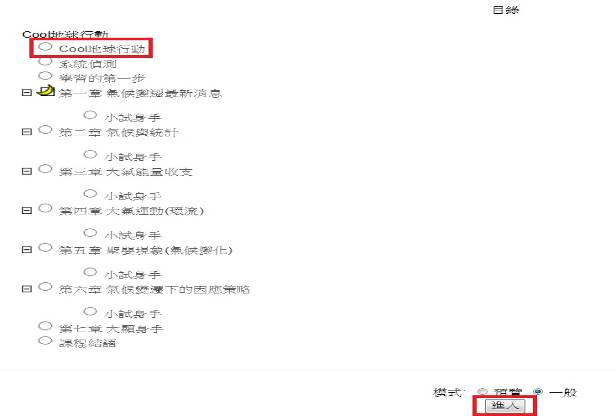 目錄
Cool地球行動
Cool地球行動
系統偵測
學習的第一步
第一章 氣候變遷最新消息
小試身手
第二章 氣候與統計
小試身手
第三章 大氣能量收支
小試身手
第四章 大氣運動(環流)
小試身手
第五章 聖嬰現象(氣候變化)
小試身手
第六章 氣候變遷下的因應策略
小試身手
第七章 大顯身手
課程結語
模式: 預覽 一般
進入